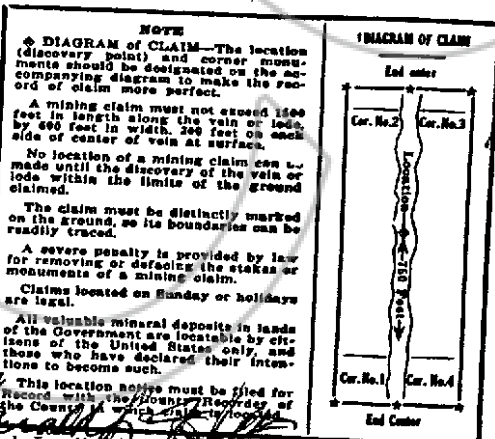 NOTE
◆ DIAGRAM of CLAIM—The location
(discovery point) and corner monu-
ments should be designated on the ac-
companying diagram to make the rec-
ord of claim more perfect.
A mining claim must not exceed 1500
feet in length along the vein or lode,
by 600 feet in width, 300 feet on each
side of center of vein at surface.
No location of a mining claim can be
made until the discovery of the vein or
lode within the limits of the ground
claimed.
The claim must be distinctly marked
on the ground, so its boundaries can be
readily traced.
A severe penalty is provided by law
for removing or defacing the stakes or
monuments of a mining claim.
Claims located on Sunday or holidays
are legal.
All valuable mineral deposits in lands
of the Government are locatable by cit-
izens of the United States only, and
those who have declared their inten-
tions to become such.
This location notice must be filed for
Record with the County Recorder of
the County in which claim is located
DIAGRAM OF CLAIM
End
Cor. No.2 Cor. No.3
Location
750 Feet
Cor. No.1 Cor. No.4
End Center